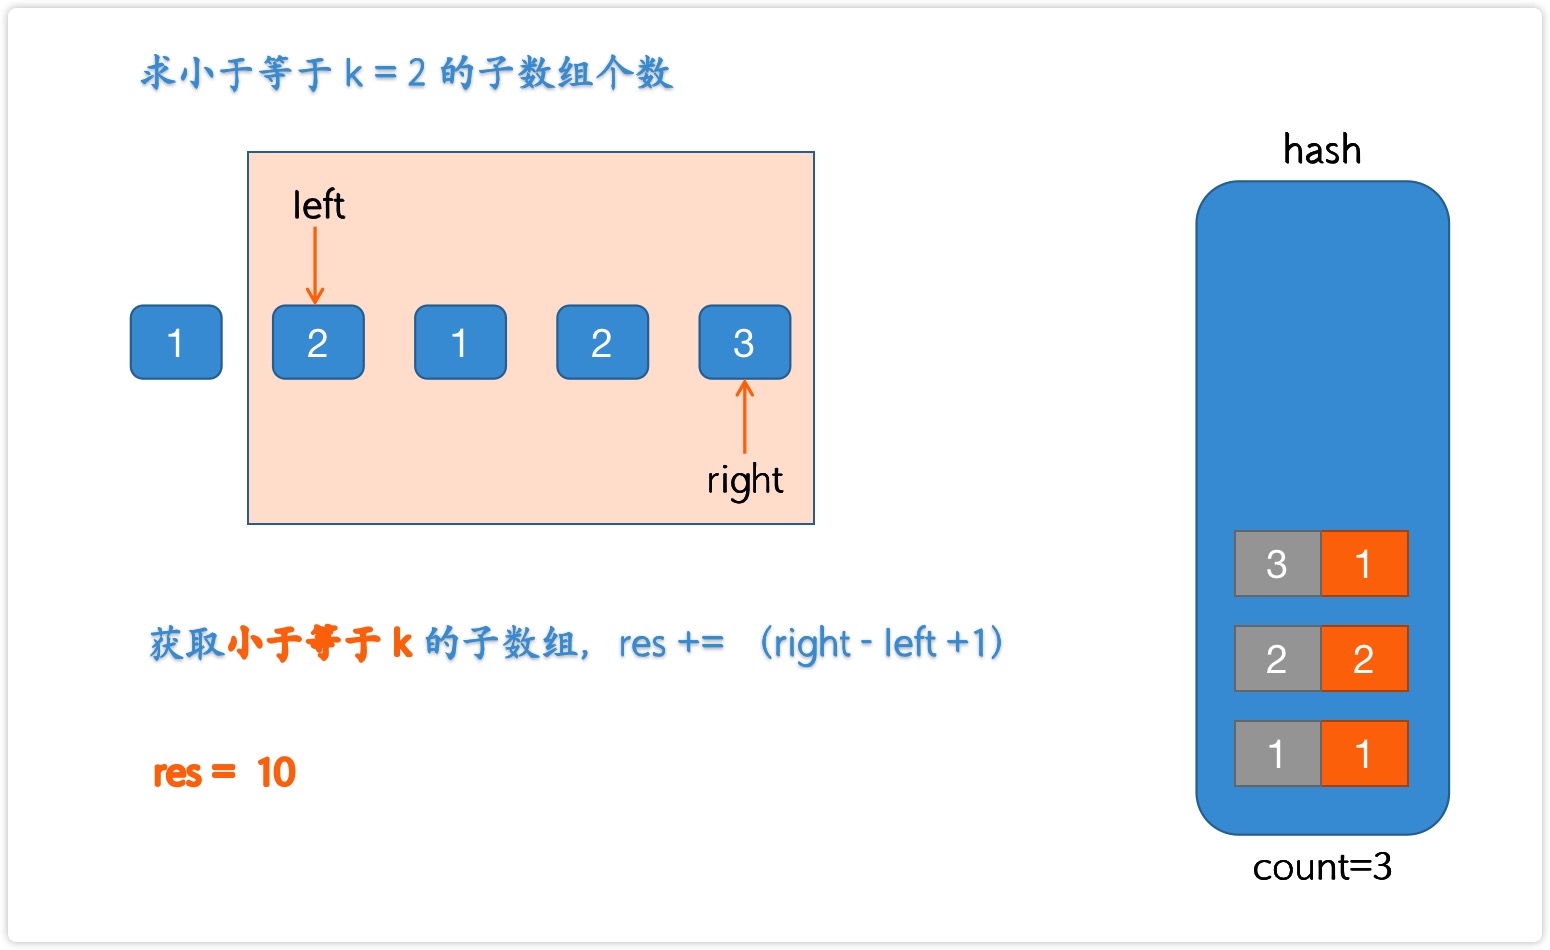 求小于等于 k = 2 的子数组个数
hash
left
1 2 1 2 3
right
3 1
2 2
1 1
获取小于等于 k 的子数组, res += (right - left +1)
res = 10
count=3